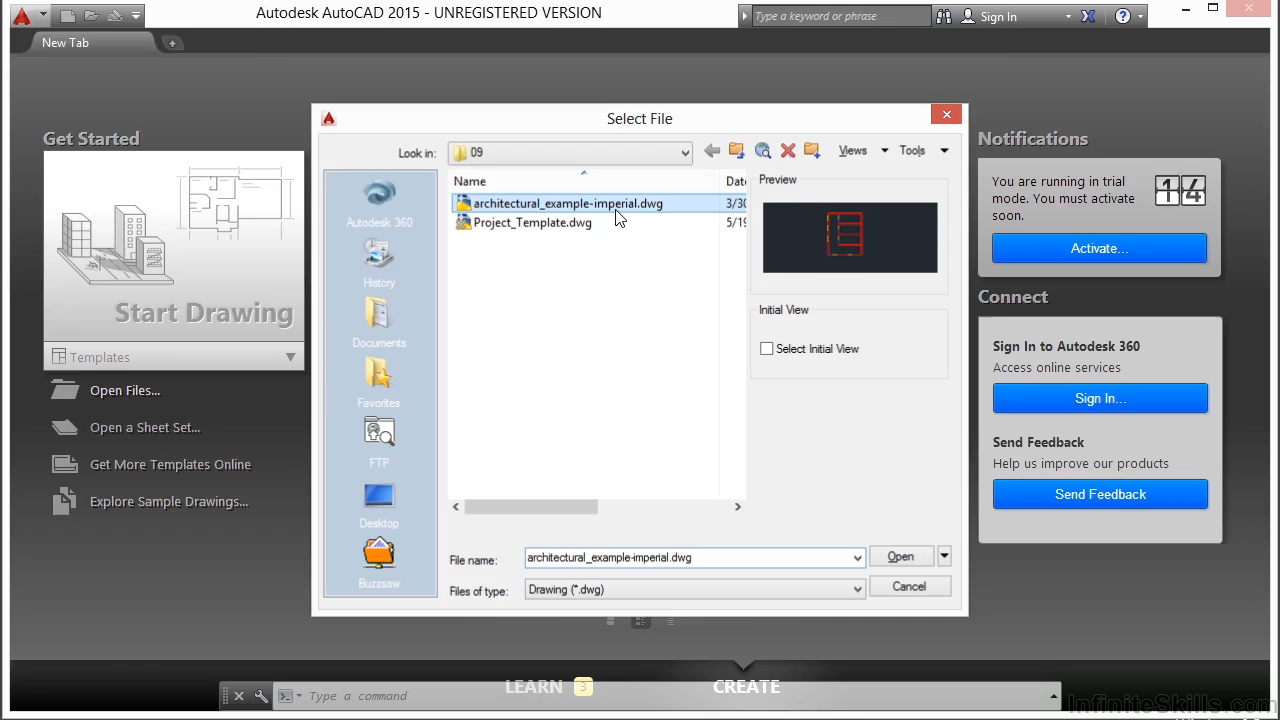 Autodesk AutoCAD 2015 - UNREGISTERED VERSION
Type a keyword or phrase
Sign In
New Tab
Get Started
Start Drawing
Templates
Open Files...
Open a Sheet Set...
Get More Templates Online
Explore Sample Drawings...
Select File
Look in:
09
Views
Tools
Autodesk 360
History
Documents
Favorites
FTP
Desktop
Buzzsaw
Name
Date
architectural_example-imperial.dwg
3/30
Project_Template.dwg
5/19
Preview
Initial View
Select Initial View
File name:
architectural_example-imperial.dwg
Open
Files of type:
Drawing (*.dwg)
Cancel
Notifications
You are running in trial
mode. You must activate
soon.
14
Activate...
Connect
Sign In to Autodesk 360
Access online services
Sign In...
Send Feedback
Help us improve our products
Send Feedback
LEARN 3
CREATE
Type a command
InfiniteSkills.com